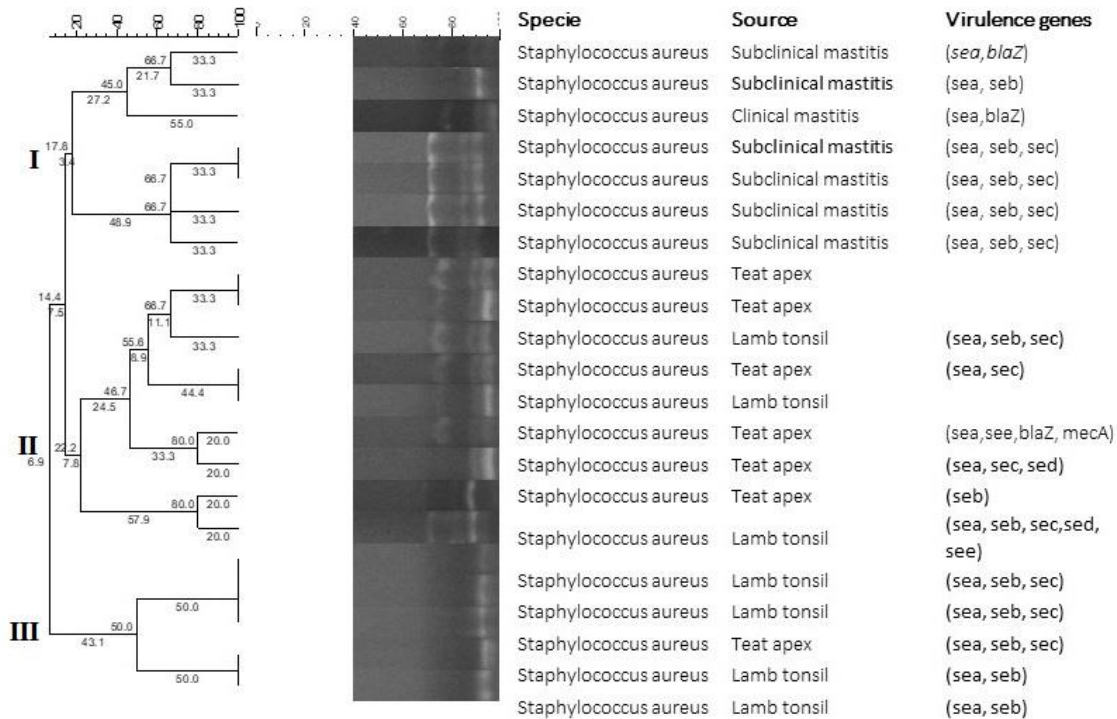 0 20 40 60 80 100 40 60 80
Specie Source Virulence genes
Staphylococcus aureus Subclinical mastitis (sea,blaZ)
Staphylococcus aureus Subclinical mastitis (sea, seb)
Staphylococcus aureus Clinical mastitis (sea,blaZ)
Staphylococcus aureus Subclinical mastitis (sea, seb, sec)
Staphylococcus aureus Subclinical mastitis (sea, seb, sec)
Staphylococcus aureus Subclinical mastitis (sea, seb, sec)
Staphylococcus aureus Subclinical mastitis (sea, seb, sec)
Staphylococcus aureus Teat apex
Staphylococcus aureus Teat apex
Staphylococcus aureus Lamb tonsil (sea, seb, sec)
Staphylococcus aureus Teat apex (sea, sec)
Staphylococcus aureus Lamb tonsil
Staphylococcus aureus Teat apex (sea,see,blaZ, mecA)
Staphylococcus aureus Teat apex (sea, sec, sed)
Staphylococcus aureus Teat apex (seb)
Staphylococcus aureus Lamb tonsil (sea, seb, sec,sed,
see)
Staphylococcus aureus Lamb tonsil (sea, seb, sec)
Staphylococcus aureus Lamb tonsil (sea, seb, sec)
Staphylococcus aureus Teat apex (sea, seb, sec)
Staphylococcus aureus Lamb tonsil (sea, seb)
Staphylococcus aureus Lamb tonsil (sea, seb)
I
II
III
66.7 33.3
45.0 21.7
33.3
27.2
55.0
17.8
66.7 33.3
66.7
48.9 33.3
33.3
14.4
7.5
66.7 33.3
11.1
55.6 33.3
8.9
44.4
46.7
24.5
80.0 20.0
33.3
20.0
22.2
6.9 7.8
80.0 20.0
57.9
20.0
50.0
50.0
43.1
50.0